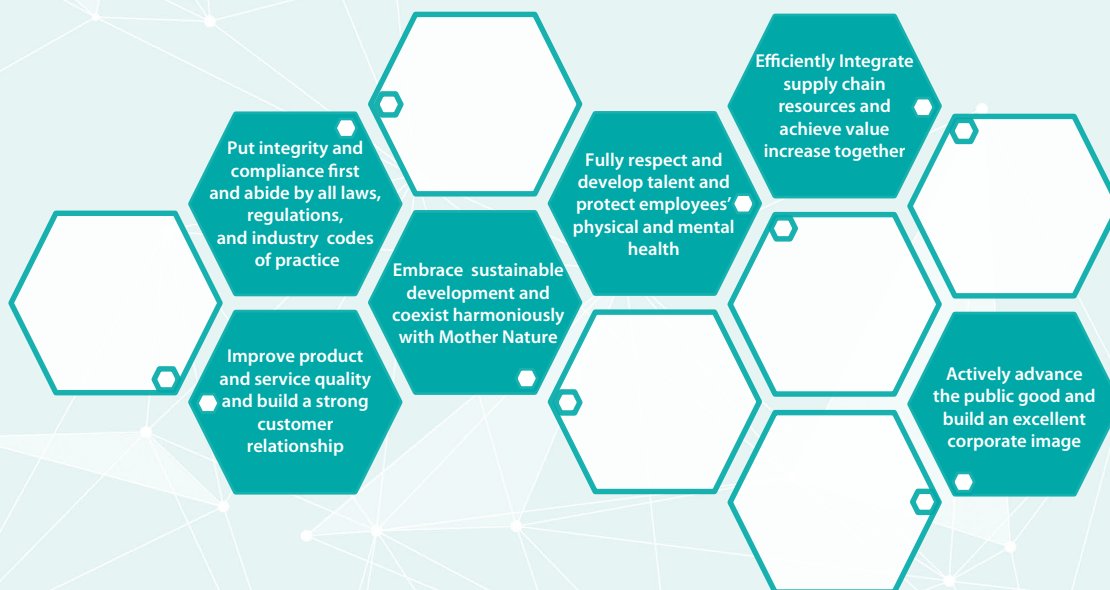 Put integrity and
compliance first
and abide by all laws,
regulations,
and industry codes
of practice
Improve product
and service quality
and build a strong
customer
relationship
Embrace sustainable
development and
coexist harmoniously
with Mother Nature
Fully respect and
develop talent and
protect employees’
physical and mental
health
Efficiently Integrate
supply chain
resources and
achieve value
increase together
Actively advance
the public good and
build an excellent
corporate image